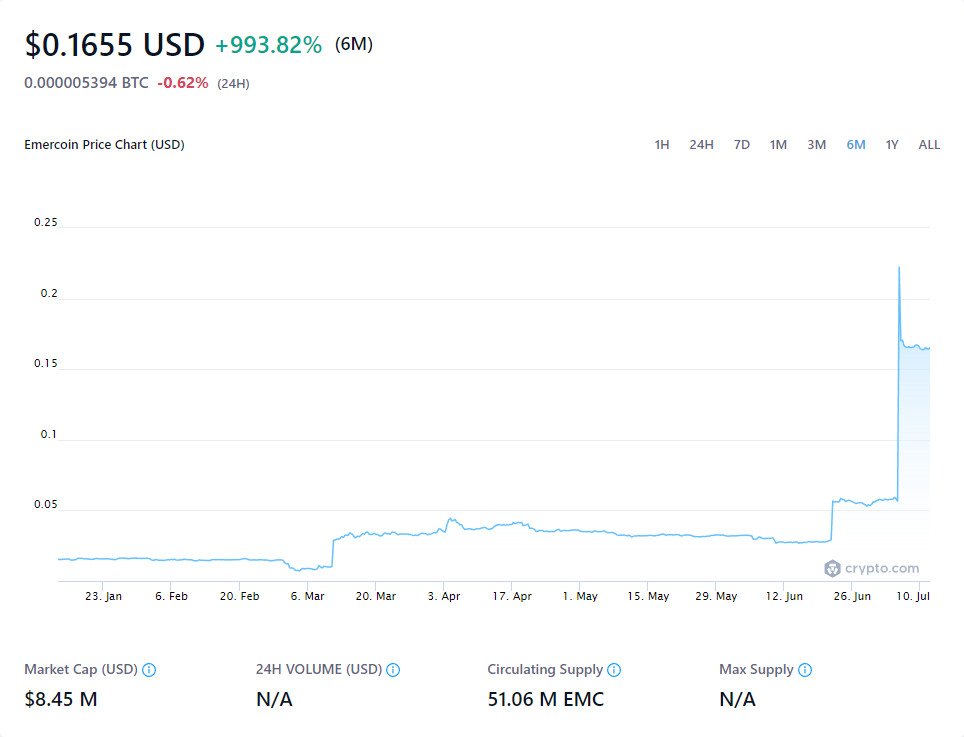 $0.1655 USD +993.82% (6M)
0.000005394 BTC -0.62% (24H)
Emercoin Price Chart (USD) 1H 24H 7D 1M 3M 6M 1Y ALL
0.25
0.2
0.15
0.1
0.05
crypto.com
23. Jan 6. Feb 20. Feb 6. Mar 20. Mar 3. Apr 17. Apr 1. May 15. May 29. May 12. Jun 26. Jun 10. Jul
Market Cap (USD) 24H VOLUME (USD) Circulating Supply Max Supply
$8.45 M N/A 51.06 M EMC N/A